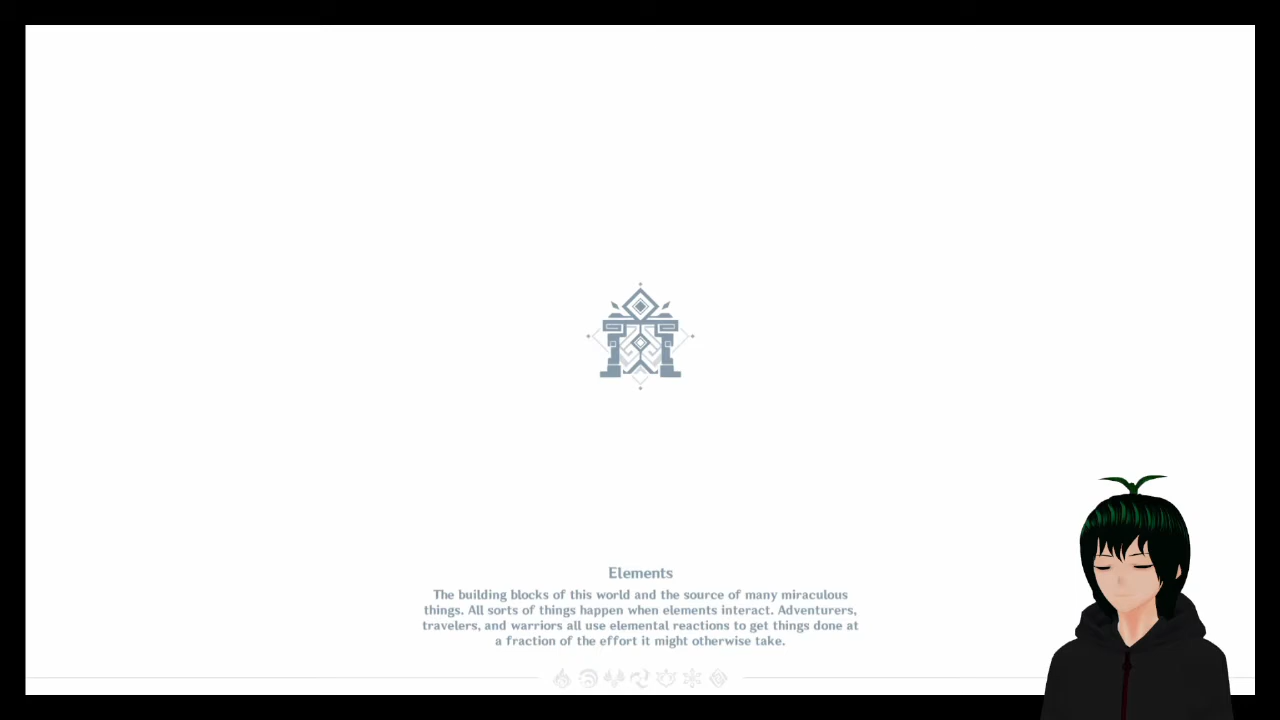 Elements
The building blocks of this world and the source of many miraculous
things. All sorts of things happen when elements interact. Adventurers,
travelers, and warriors all use elemental reactions to get things done at
a fraction of the effort it might otherwise take.